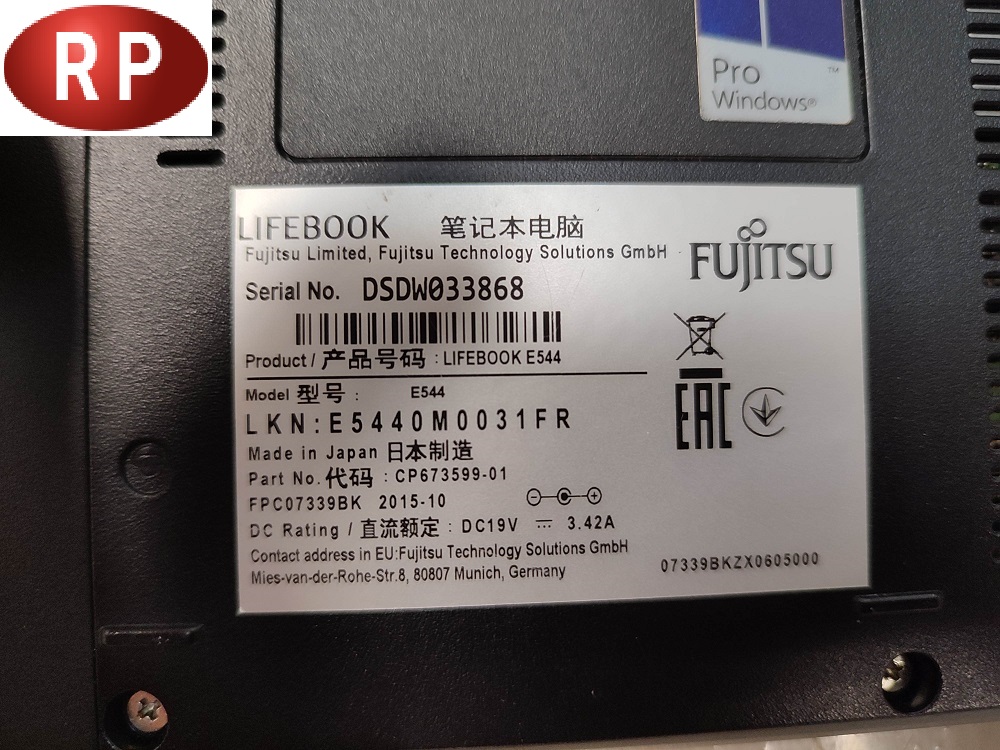 RP
Pro
Windows®
™
LIFEBOOK 笔记本电脑
Fujitsu Limited, Fujitsu Technology Solutions GmbH
FUJITSU
Serial No. DSDW033868
Product / 产品号码 : LIFEBOOK E544
Model 型号 : E544
LKN:E5440M0031FR
EAC
Made in Japan 日本制造
Part No. 代码 : CP673599-01
FPC07339BK 2015-10
DC Rating / 直流额定 : DC19V ⎓ 3.42A
Contact address in EU:Fujitsu Technology Solutions GmbH
Mies-van-der-Rohe-Str.8, 80807 Munich, Germany
07339BKZX0605000